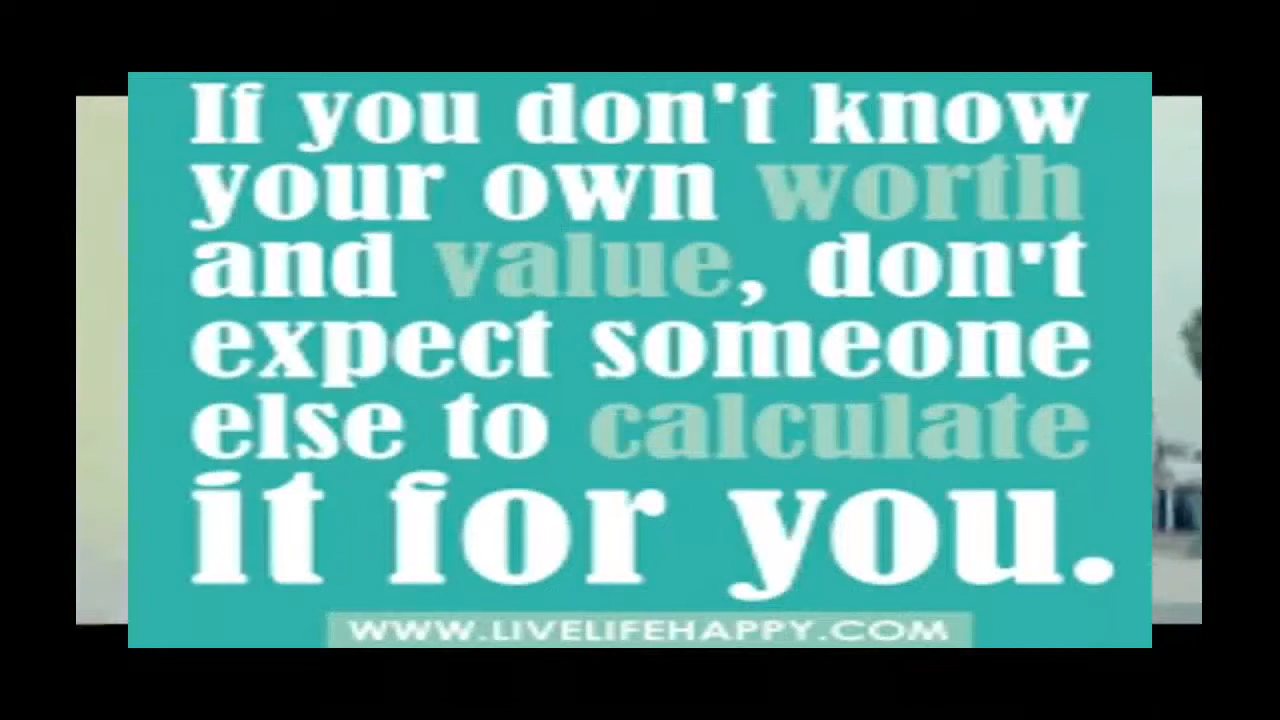 If you don't know
your own worth
and value, don't
expect someone
else to calculate
it for you.
WWW.LIVELIFEHAPPY.COM